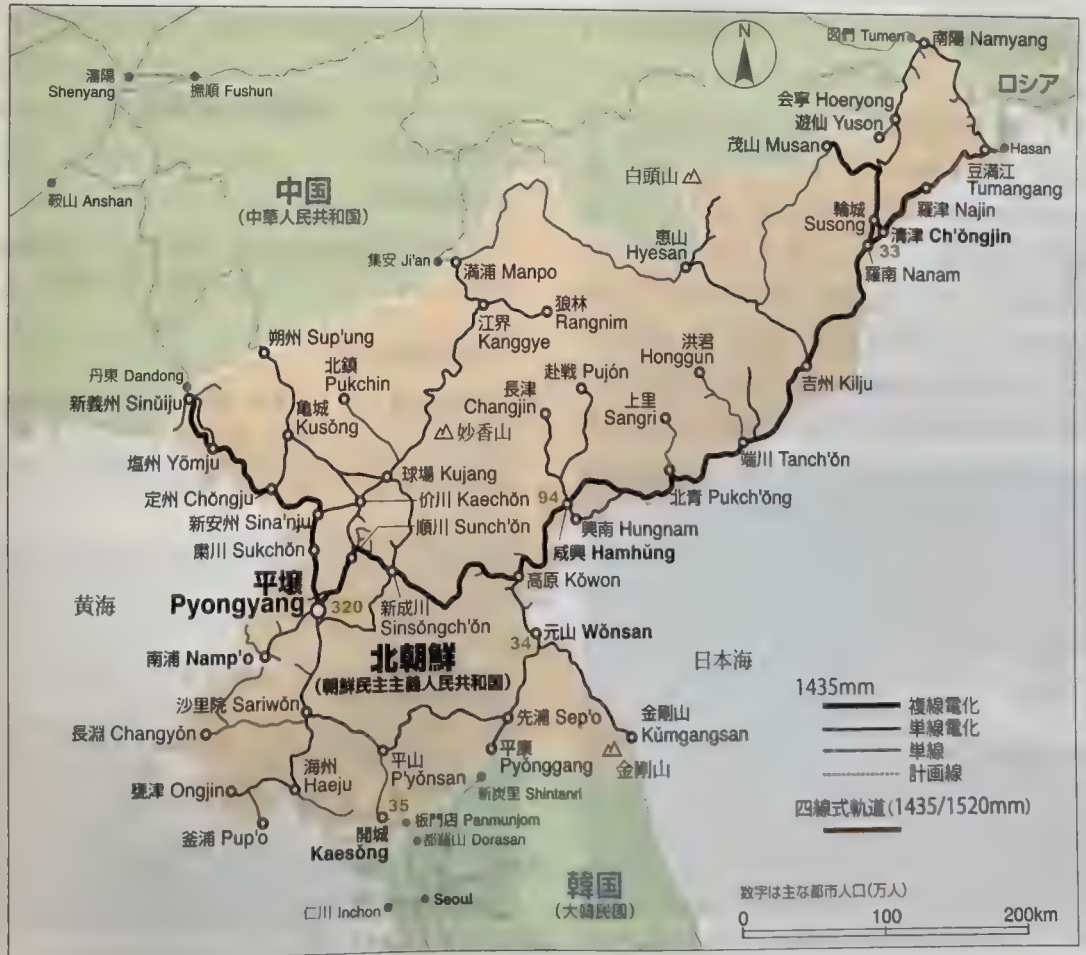 図們 Tumen
南陽 Namyang
ロシア
N
瀋陽
Shenyang
撫順 Fushun
会寧 Hoeryong
遊仙 Yuson
茂山 Musan
Hasan
豆満江
Tumangang
鞍山 Anshan
中国
(中華人民共和国)
白頭山
輪城
Susong
羅津 Najin
清津 Ch'ŏngjin
33
羅南 Nanam
恵山
Hyesan
集安 Ji'an
満浦 Manpo
江界
Kanggye
狼林
Rangnim
朔州 Sup'ung
北鎮
Pukchin
洪君
Honggun
赴戦 Pujŏn
長津
Changjin
上里
Sangri
吉州 Kilju
丹東 Dandong
新義州 Sinŭiju
亀城
Kusŏng
妙香山
塩州 Yŏmju
球場 Kujang
端川 Tanch'ŏn
定州 Chŏngju
价川 Kaechŏn
94
北青 Pukch'ŏng
新安州 Sina'nju
順川 Sunch'ŏn
興南 Hungnam
粛川 Sukchŏn
咸興 Hamhŭng
平壌
Pyongyang
320
高原 Kŏwon
黄海
新成川
Sinsŏngch'ŏn
34
元山 Wŏnsan
南浦 Namp'o
北朝鮮
(朝鮮民主主義人民共和国)
日本海
沙里院 Sariwŏn
先浦 Sep'o
金剛山
Kŭmgangsan
長淵 Changyŏn
平山
P'yŏnsan
平康
Pyŏnggang
金剛山
海州
Haeju
甕津 Ongjin
新炭里 Shintanri
35
釜浦 Pup'o
開城
Kaesŏng
板門店 Panmunjom
都羅山 Dorasan
韓国
(大韓民国)
仁川 Inchon
Seoul
1435mm
複線電化
単線電化
単線
計画線
四線式軌道(1435/1520mm)
数字は主な都市人口(万人)
0
100
200km